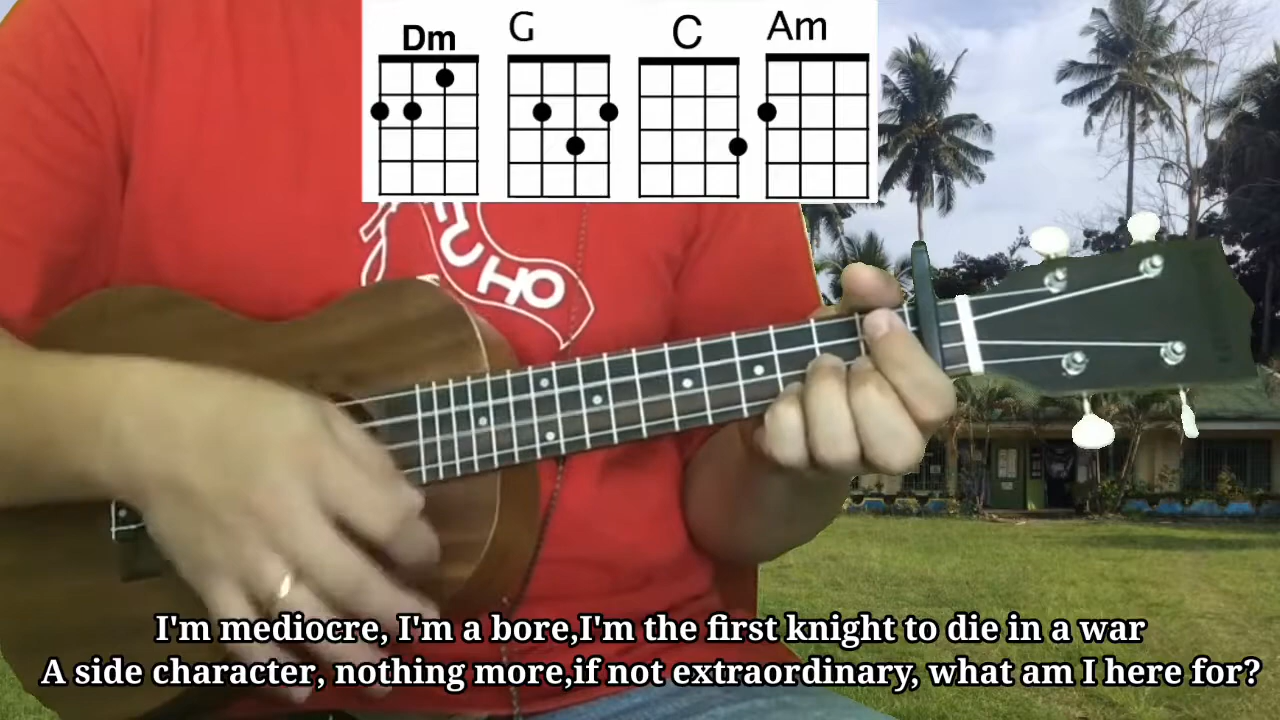 Dm G C Am
OHU
I'm mediocre, I'm a bore,I'm the first knight to die in a war
A side character, nothing more,if not extraordinary, what am I here for?